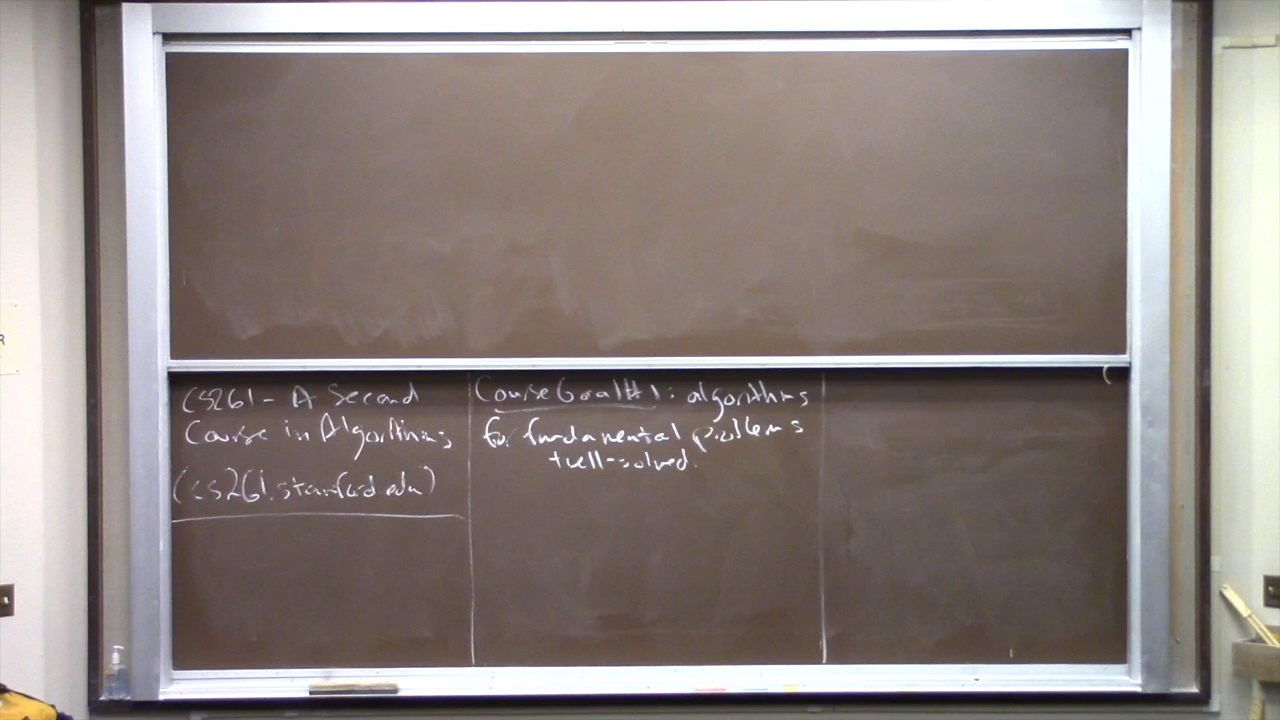 CS261 - A Second
Course in Algorithms
(cs261.stanford.edu)
Course Goal #1: algorithms
for fundamental problems
+ well-solved.
R